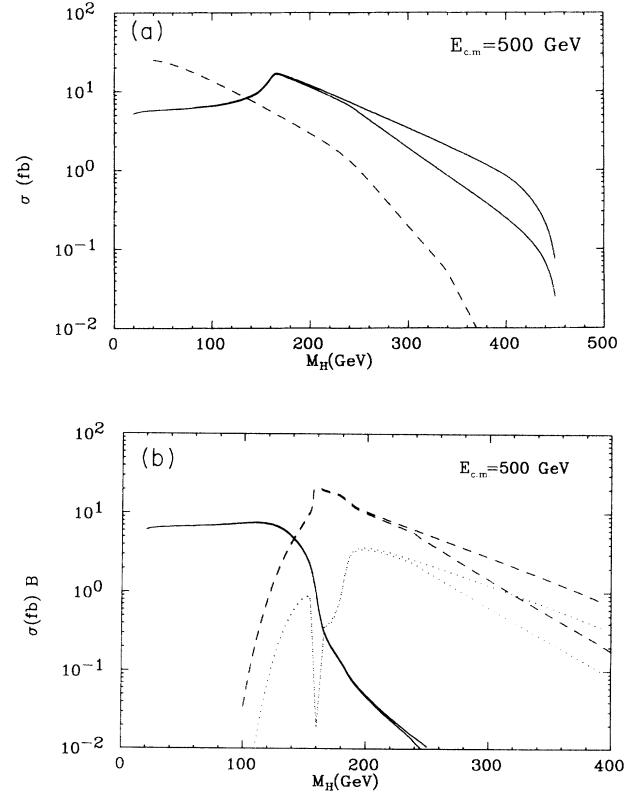 (a)
E_{c.m}=500 GeV
10^2
10^1
10^0
10^{-1}
10^{-2}
σ (fb)
0 100 200 300 400 500
M_H(GeV)
(b)
E_{c.m}=500 GeV
10^2
10^1
10^0
10^{-1}
10^{-2}
σ(fb) B
0 100 200 300 400
M_H(GeV)